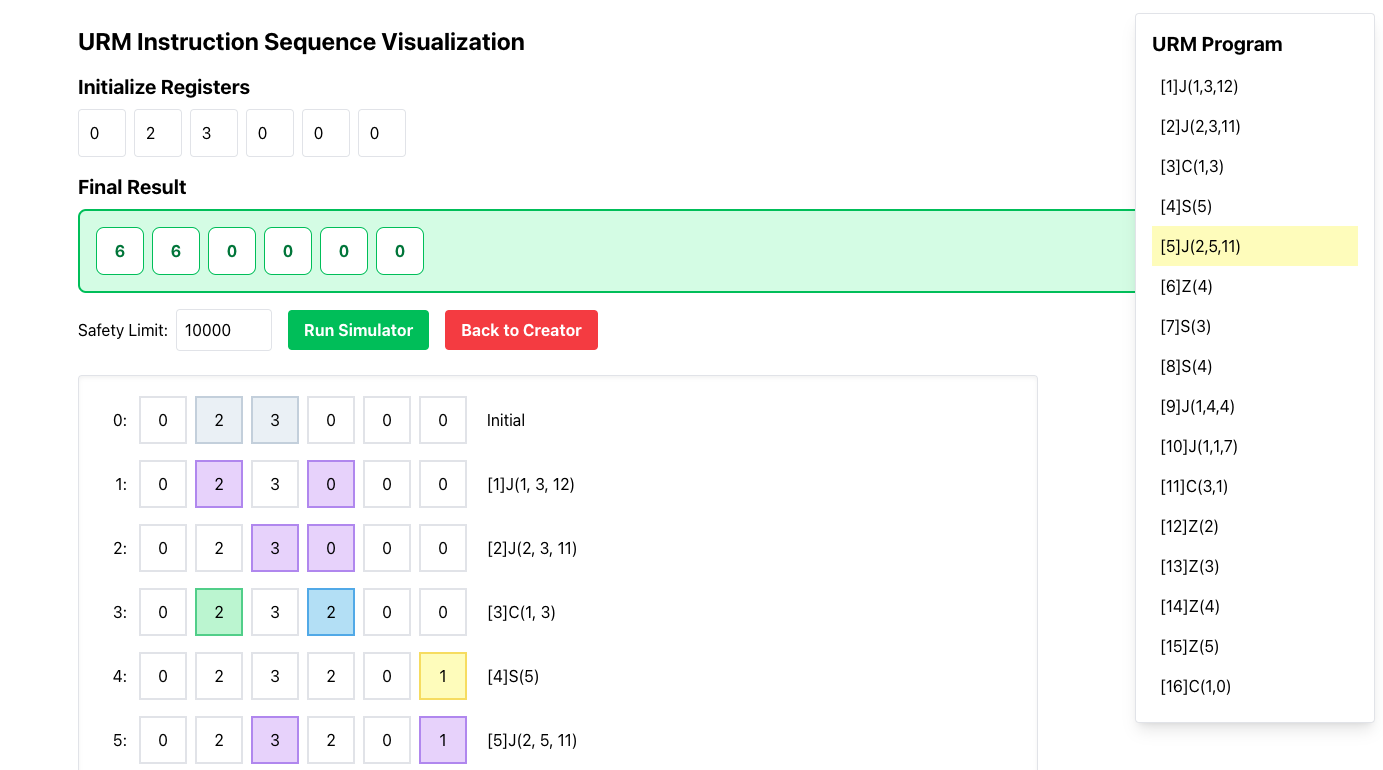 URM Instruction Sequence Visualization
Initialize Registers
0 2 3 0 0 0
Final Result
6 6 0 0 0 0
Safety Limit: 10000 Run Simulator Back to Creator
0: 0 2 3 0 0 0 Initial
1: 0 2 3 0 0 0 [1]J(1, 3, 12)
2: 0 2 3 0 0 0 [2]J(2, 3, 11)
3: 0 2 3 2 0 0 [3]C(1, 3)
4: 0 2 3 2 0 1 [4]S(5)
5: 0 2 3 2 0 1 [5]J(2, 5, 11)
URM Program
[1]J(1,3,12)
[2]J(2,3,11)
[3]C(1,3)
[4]S(5)
[5]J(2,5,11)
[6]Z(4)
[7]S(3)
[8]S(4)
[9]J(1,4,4)
[10]J(1,1,7)
[11]C(3,1)
[12]Z(2)
[13]Z(3)
[14]Z(4)
[15]Z(5)
[16]C(1,0)